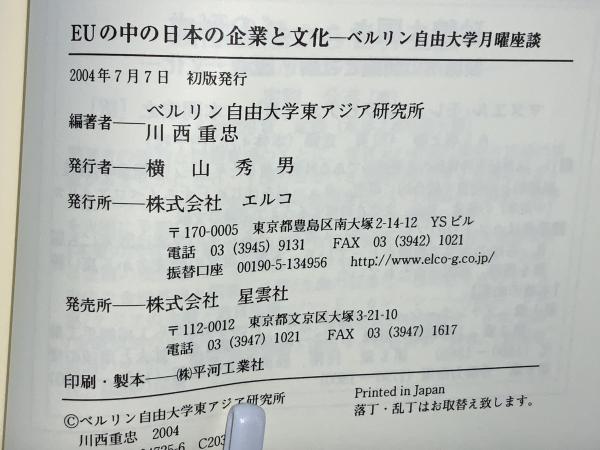 EUの中の日本の企業と文化―ベルリン自由大学月曜座談
2004年7月7日 初版発行
編著者――ベルリン自由大学東アジア研究所
川西重忠
発行者――横山秀男
発行所――株式会社 エルコ
〒170-0005 東京都豊島区南大塚2-14-12 YSビル
電話 03（3945）9131 FAX 03（3942）1021
振替口座 00190-5-134956 http://www.elco-g.co.jp/
発売所――株式会社 星雲社
〒112-0012 東京都文京区大塚3-21-10
電話 03（3947）1021 FAX 03（3947）1617
印刷・製本――㈱平河工業社
©ベルリン自由大学東アジア研究所
川西重忠 2004
Printed in Japan
落丁・乱丁はお取替え致します。